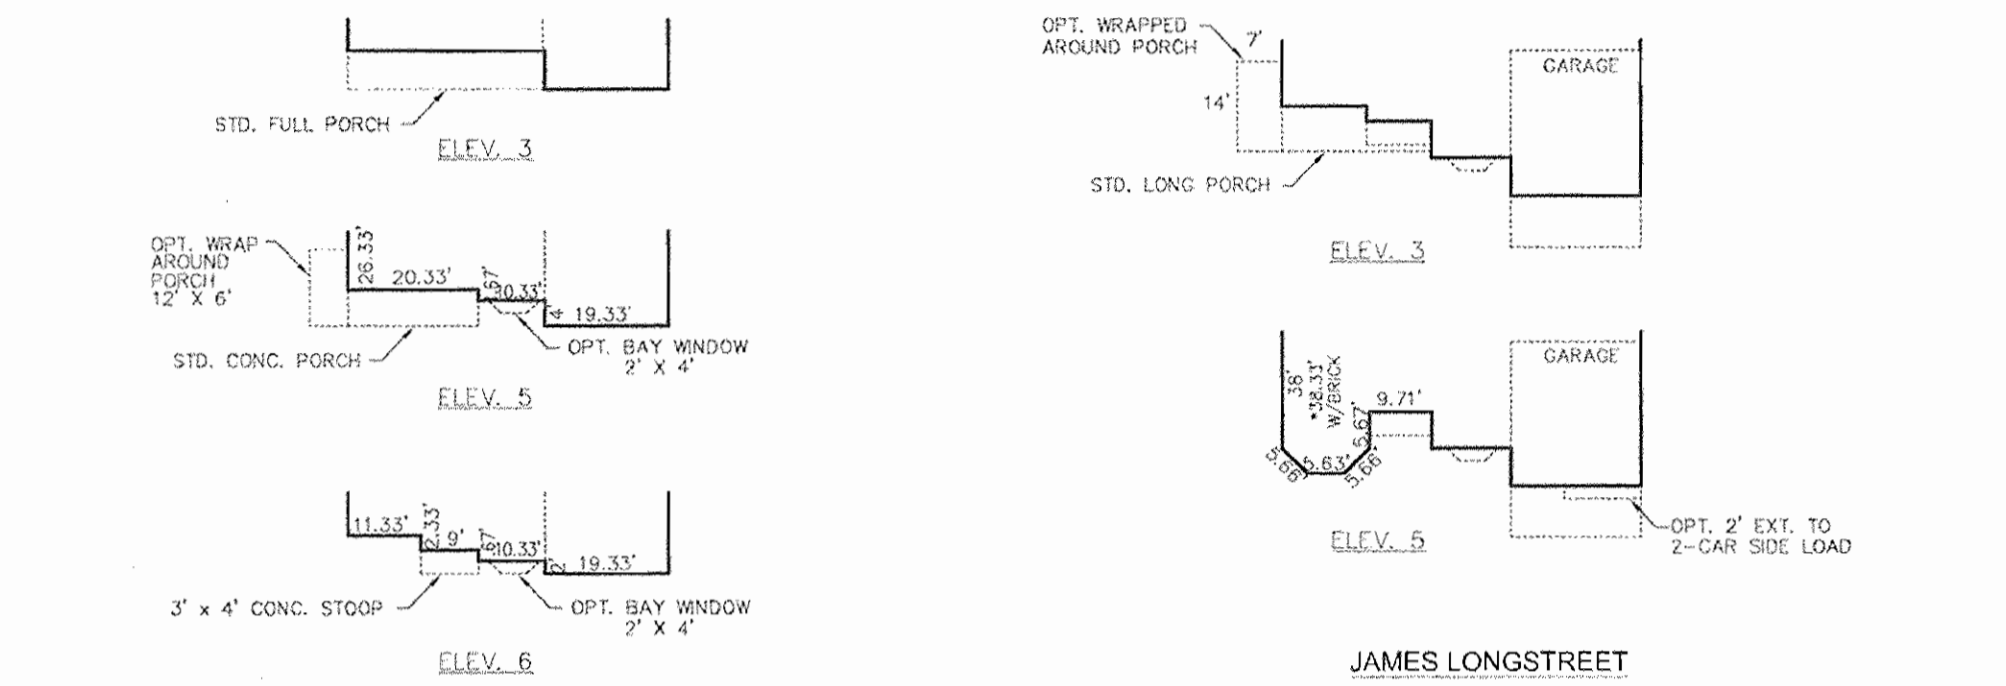 STD. FULL PORCH
ELEV. 3
OPT. WRAP
AROUND
PORCH
12' X 6'
26.33'
20.33'
.67'
10.33'
4'
19.33'
STD. CONC. PORCH
OPT. BAY WINDOW
2' X 4'
ELEV. 5
11.33'
2.33'
9'
.67'
10.33'
2'
19.33'
3' x 4' CONC. STOOP
OPT. BAY WINDOW
2' X 4'
ELEV. 6
OPT. WRAPPED
AROUND PORCH
7'
14'
GARAGE
STD. LONG PORCH
ELEV. 3
GARAGE
38'
*38.33'
W/BRICK
9.71'
5.67'
5.66'
5.63'
5.66'
OPT. 2' EXT. TO
2-CAR SIDE LOAD
ELEV. 5
JAMES LONGSTREET